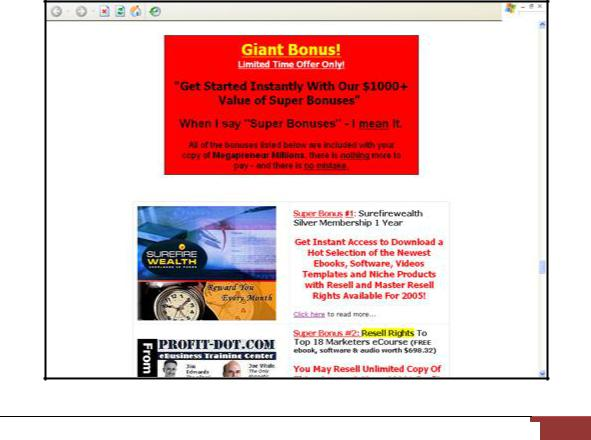 Giant Bonus!
Limited Time Offer Only!
"Get Started Instantly With Our $1000+
Value of Super Bonuses"
When I say "Super Bonuses" - I mean it.
All of the bonuses listed below are included with your
copy of Megapreneur Millions, there is nothing more to
pay - and there is no mistake.
SUREFIRE
WEALTH
Reward You
Every Month
Super Bonus #1: Surefirewealth
Silver Membership 1 Year
Get Instant Access to Download a
Hot Selection of the Newest
Ebooks, Software, Videos
Templates and Niche Products
with Resell and Master Resell
Rights Available For 2005!
Click here to read more...
From
PROFIT-DOT.COM
eBusiness Training Center
Jim
Edwards
Joe Vitale
The Only
Super Bonus #2: Resell Rights To
Top 18 Marketers eCourse (FREE
ebook, software & audio worth $698.32)
You May Resell Unlimited Copy Of